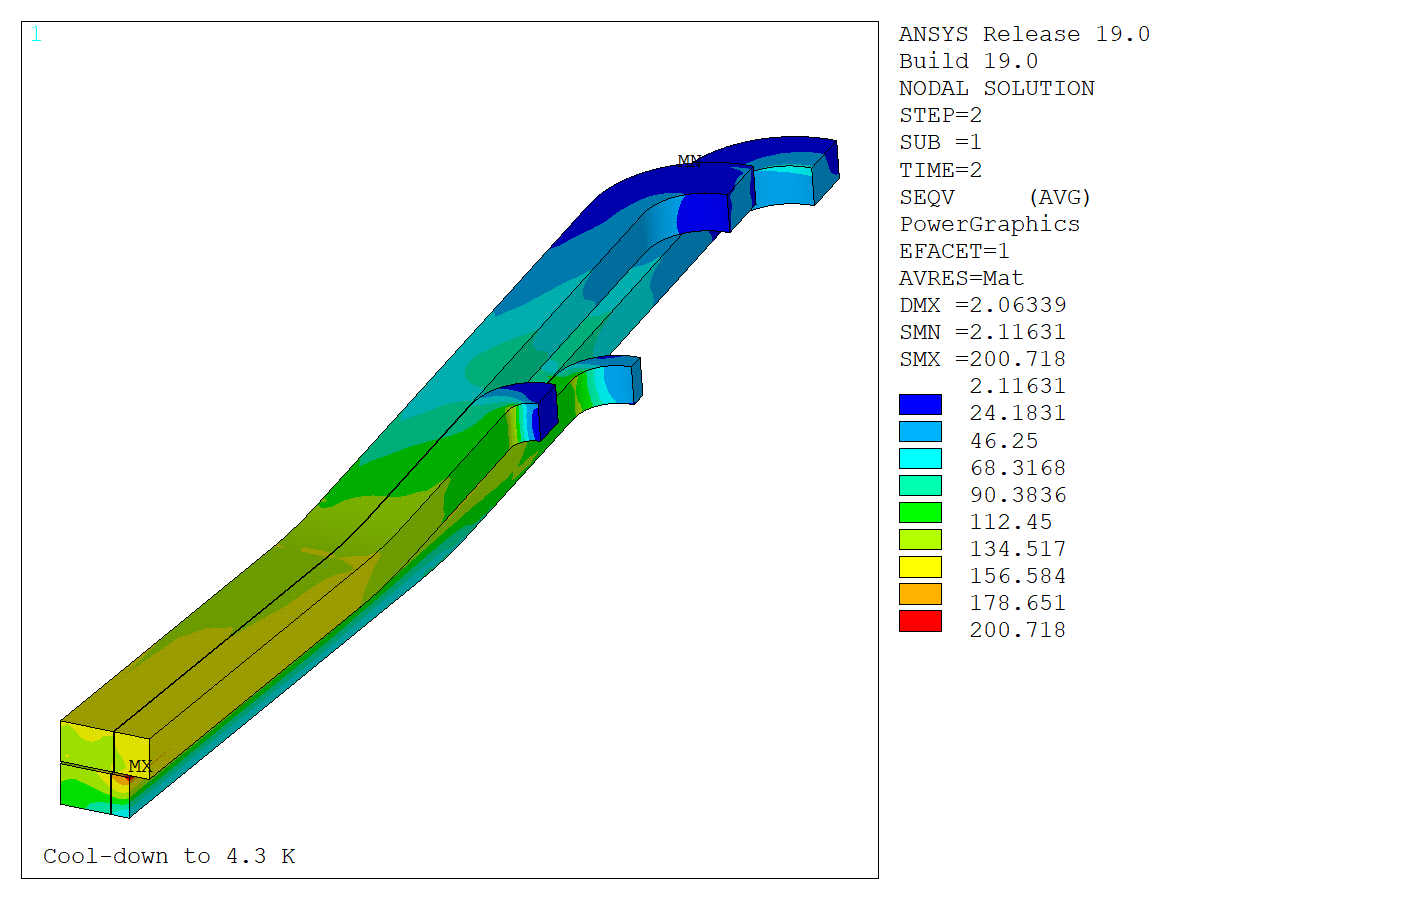 1
ANSYS Release 19.0
Build 19.0
NODAL SOLUTION
STEP=2
SUB =1
TIME=2
SEQV (AVG)
PowerGraphics
EFACET=1
AVRES=Mat
DMX =2.06339
SMN =2.11631
SMX =200.718
2.11631
24.1831
46.25
68.3168
90.3836
112.45
134.517
156.584
178.651
200.718
MN
MX
Cool-down to 4.3 K